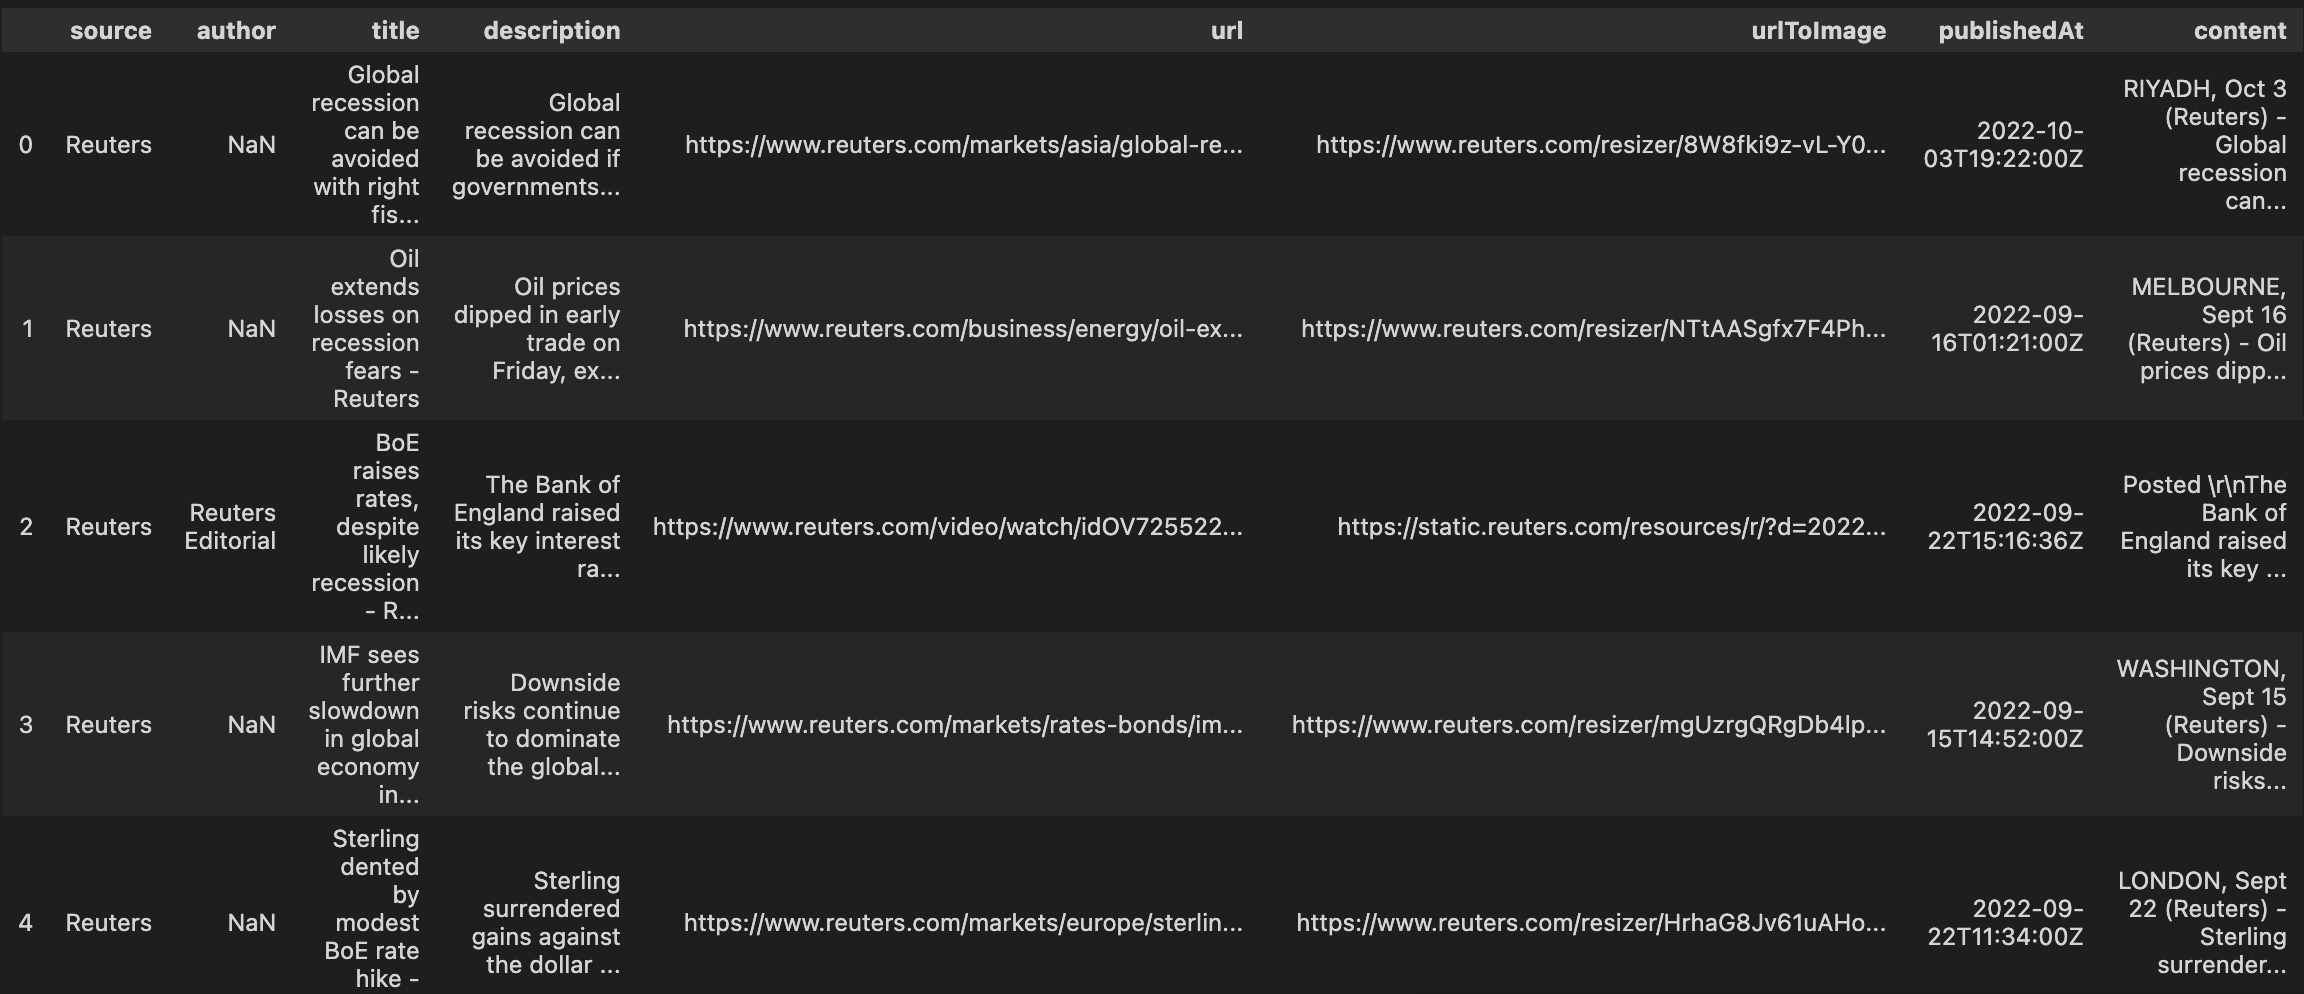 source author title description url urlToImage publishedAt content
0
Reuters
NaN
Global
recession
can be
avoided
with right
fis...
Global
recession can
be avoided if
governments...
https://www.reuters.com/markets/asia/global-re...
https://www.reuters.com/resizer/8W8fki9z-vL-Y0...
2022-10-
03T19:22:00Z
RIYADH, Oct 3
(Reuters) -
Global
recession
can...
1
Reuters
NaN
Oil
extends
losses on
recession
fears -
Reuters
Oil prices
dipped in early
trade on
Friday, ex...
https://www.reuters.com/business/energy/oil-ex...
https://www.reuters.com/resizer/NTtAASgfx7F4Ph...
2022-09-
16T01:21:00Z
MELBOURNE,
Sept 16
(Reuters) - Oil
prices dipp...
2
Reuters
Reuters
Editorial
BoE
raises
rates,
despite
likely
recession
- R...
The Bank of
England raised
its key interest
ra...
https://www.reuters.com/video/watch/idOV725522...
https://static.reuters.com/resources/r/?d=2022...
2022-09-
22T15:16:36Z
Posted \r\nThe
Bank of
England raised
its key ...
3
Reuters
NaN
IMF sees
further
slowdown
in global
economy
in...
Downside
risks continue
to dominate
the global...
https://www.reuters.com/markets/rates-bonds/im...
https://www.reuters.com/resizer/mgUzrgQRgDb4lp...
2022-09-
15T14:52:00Z
WASHINGTON,
Sept 15
(Reuters) -
Downside
risks...
4
Reuters
NaN
Sterling
dented
by
modest
BoE rate
hike -
Sterling
surrendered
gains against
the dollar ...
https://www.reuters.com/markets/europe/sterlin...
https://www.reuters.com/resizer/HrhaG8Jv61uAHo...
2022-09-
22T11:34:00Z
LONDON, Sept
22 (Reuters) -
Sterling
surrender...